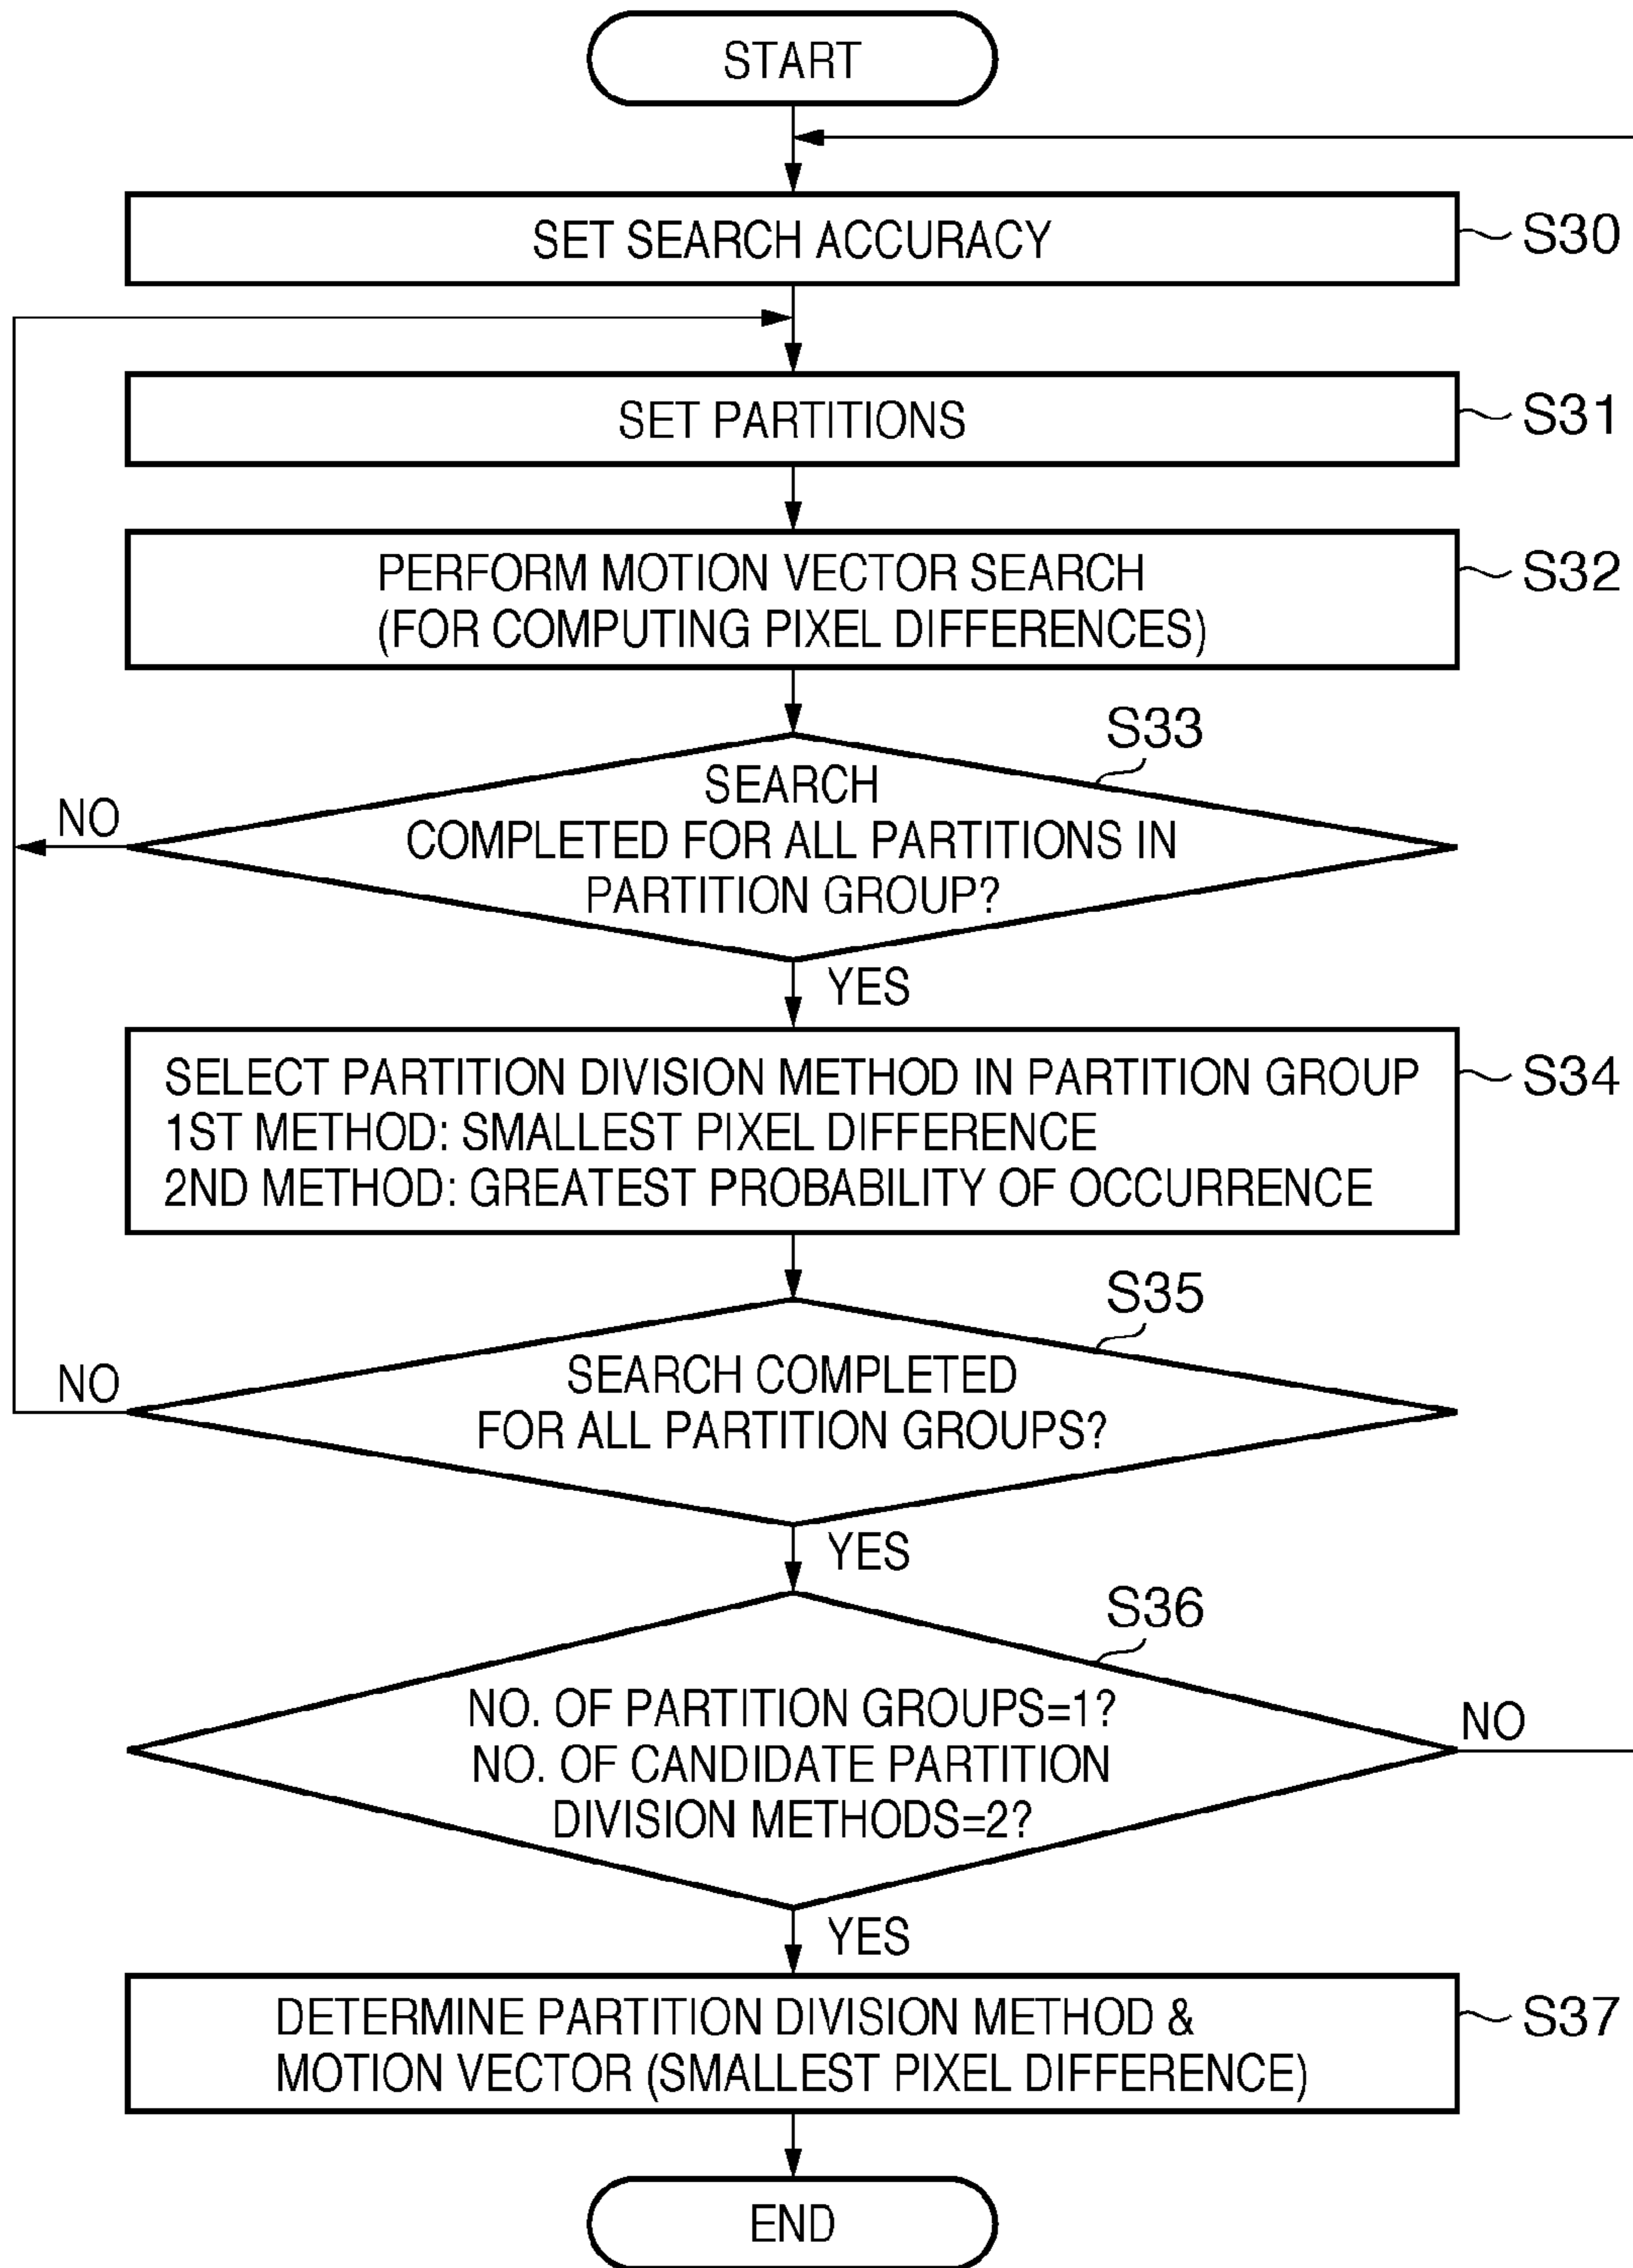 START
SET SEARCH ACCURACY
S30
SET PARTITIONS
S31
PERFORM MOTION VECTOR SEARCH
(FOR COMPUTING PIXEL DIFFERENCES)
S32
S33
SEARCH
COMPLETED FOR ALL PARTITIONS IN
PARTITION GROUP?
NO
YES
SELECT PARTITION DIVISION METHOD IN PARTITION GROUP
1ST METHOD: SMALLEST PIXEL DIFFERENCE
2ND METHOD: GREATEST PROBABILITY OF OCCURRENCE
S34
S35
SEARCH COMPLETED
FOR ALL PARTITION GROUPS?
NO
YES
S36
NO. OF PARTITION GROUPS=1?
NO. OF CANDIDATE PARTITION
DIVISION METHODS=2?
NO
YES
DETERMINE PARTITION DIVISION METHOD &
MOTION VECTOR (SMALLEST PIXEL DIFFERENCE)
S37
END